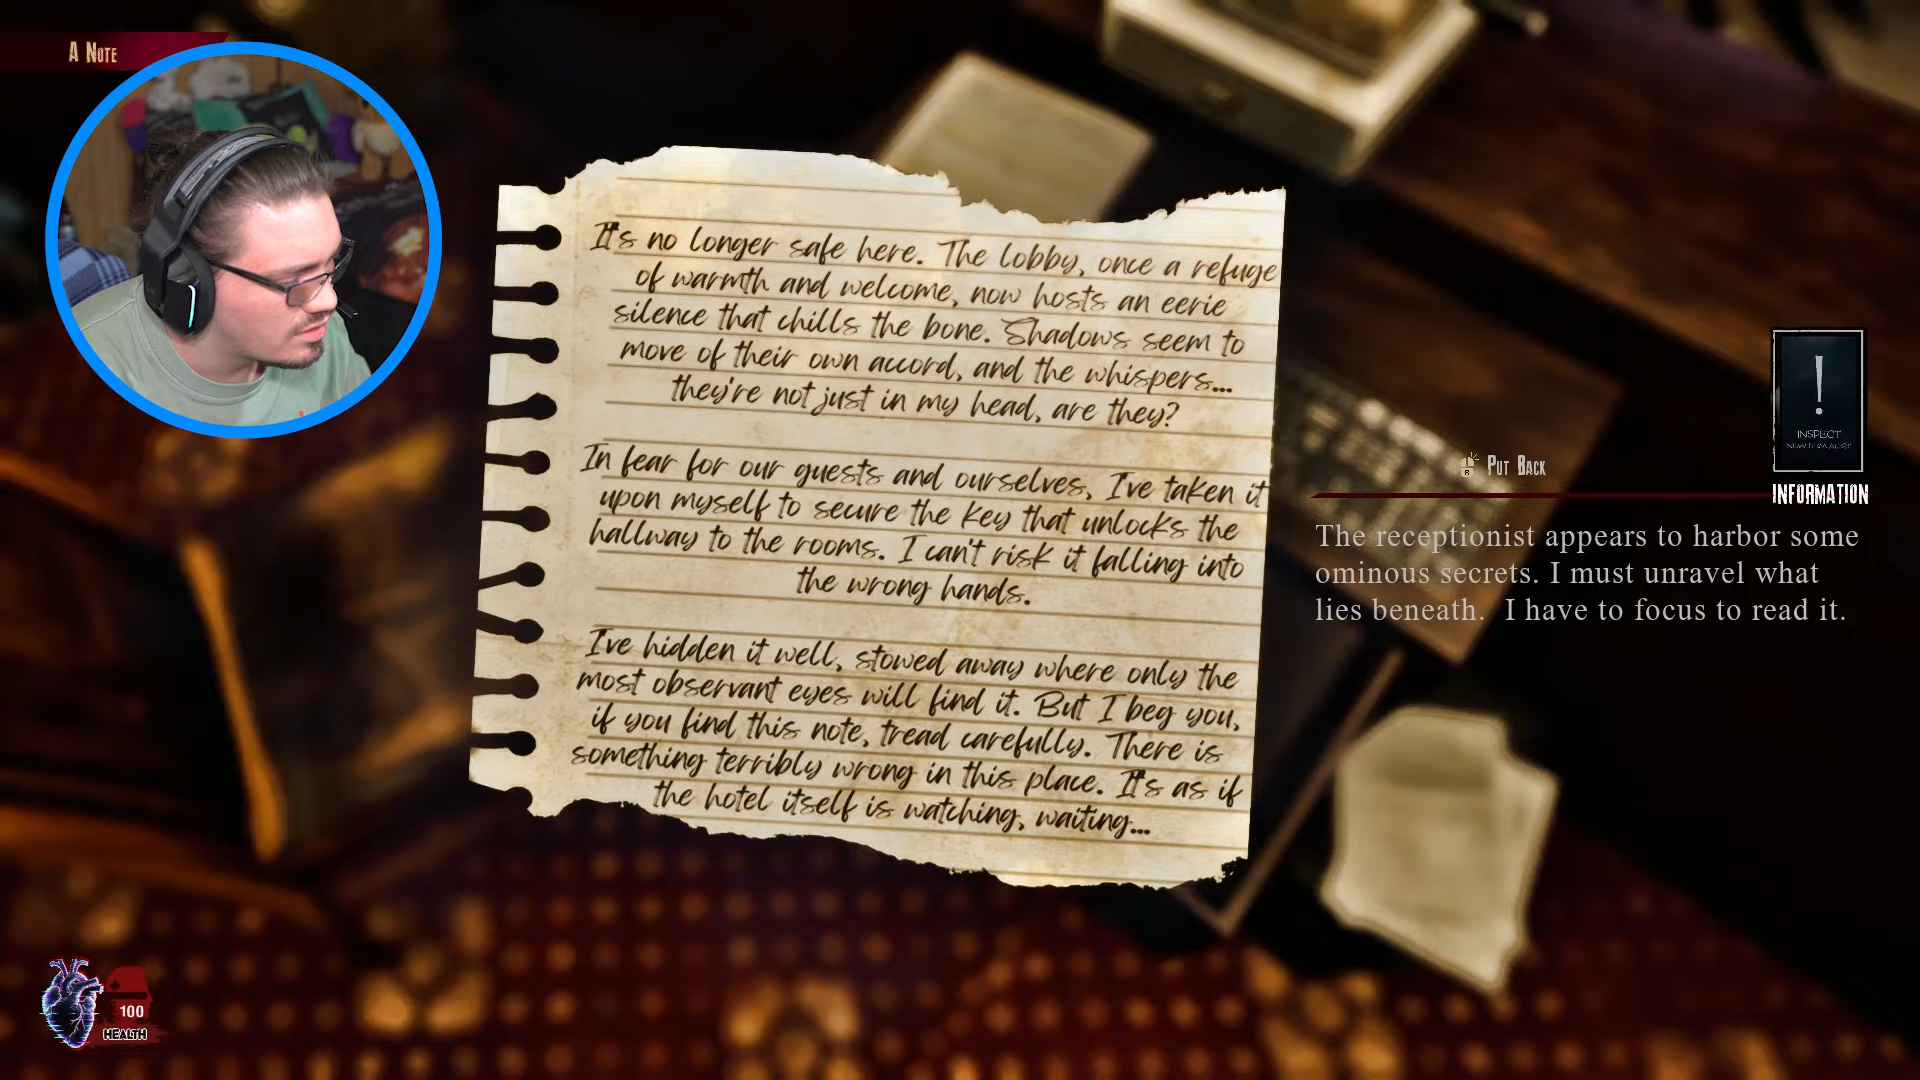 A Note
It's no longer safe here. The lobby, once a refuge
of warmth and welcome, now hosts an eerie
silence that chills the bone. Shadows seem to
move of their own accord, and the whispers...
they're not just in my head, are they?
In fear for our guests and ourselves, I've taken it
upon myself to secure the key that unlocks the
hallway to the rooms. I can't risk it falling into
the wrong hands.
I've hidden it well, stowed away where only the
most observant eyes will find it. But I beg you,
if you find this note, tread carefully. There is
something terribly wrong in this place. It's as if
the hotel itself is watching, waiting...
R Put Back
!
INSPECT
INFORMATION
The receptionist appears to harbor some
ominous secrets. I must unravel what
lies beneath. I have to focus to read it.
100
HEALTH